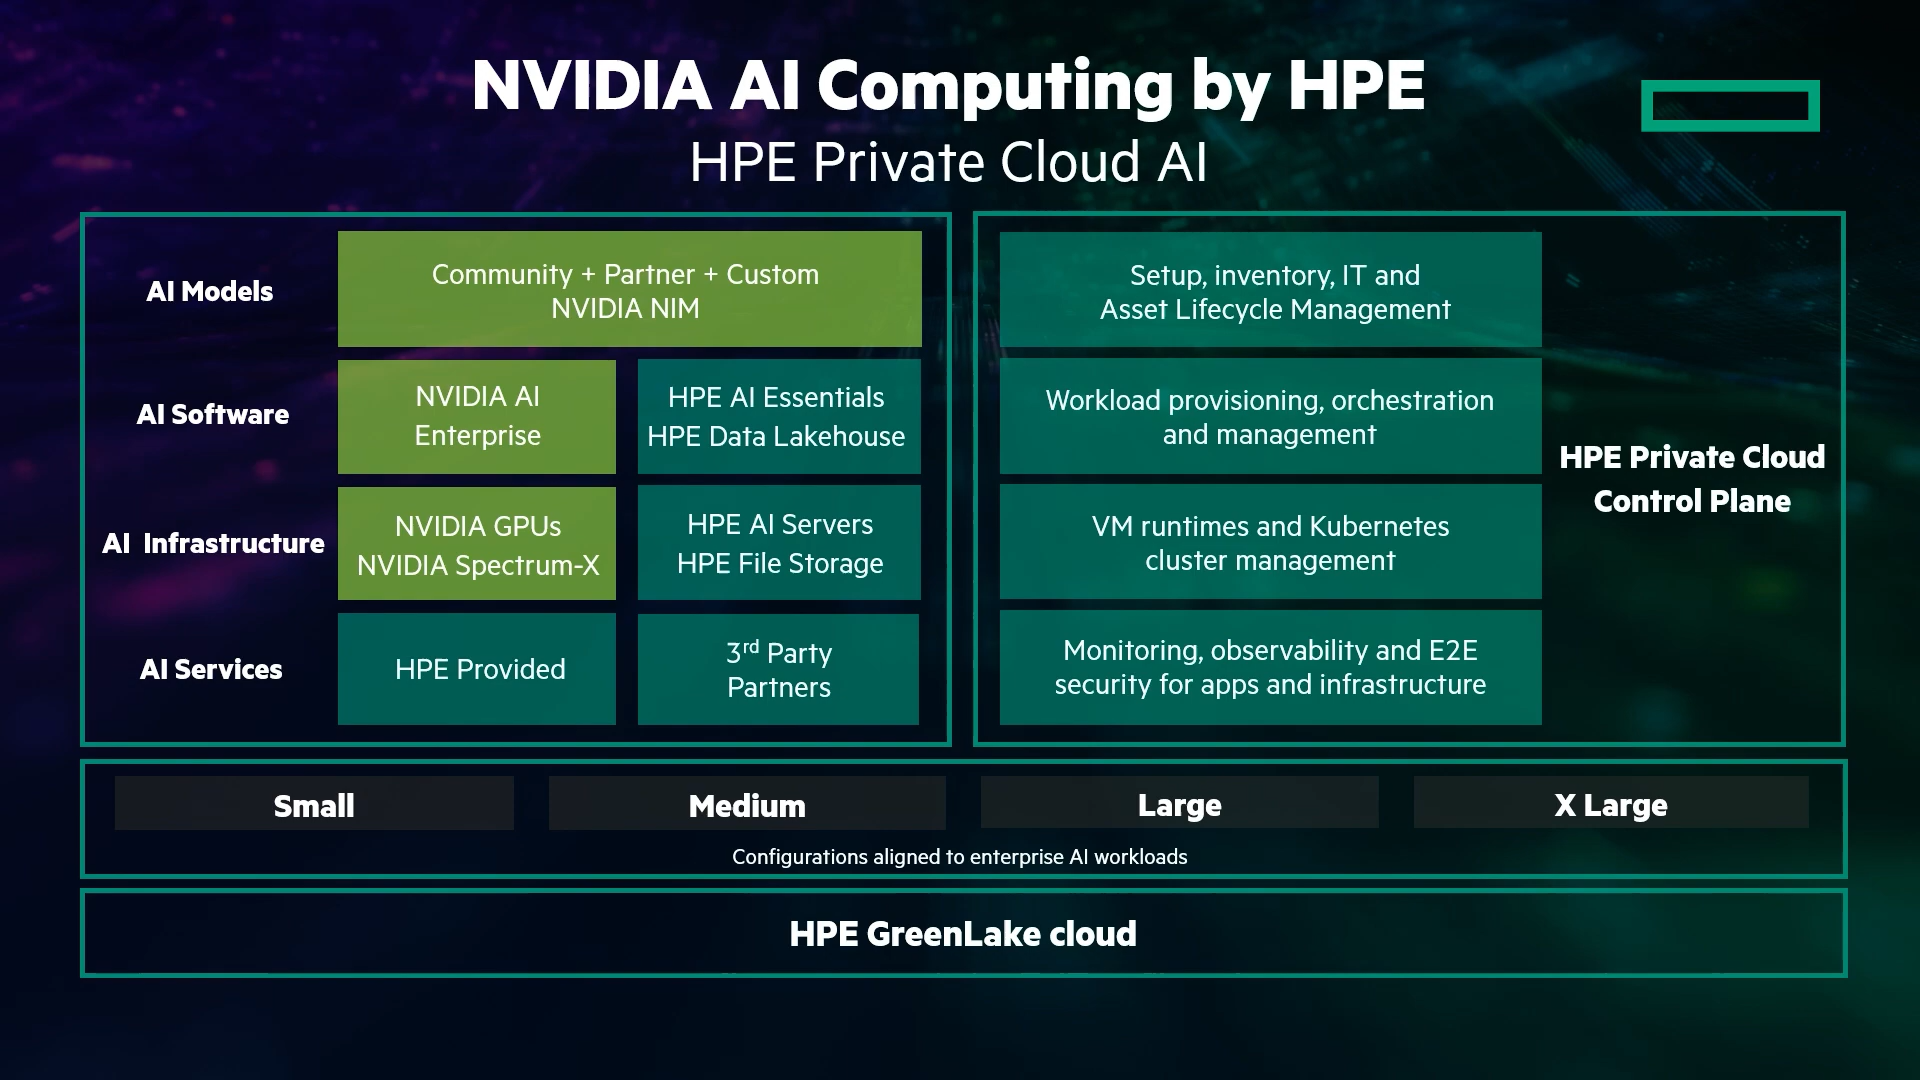 NVIDIA AI Computing by HPE
HPE Private Cloud AI
AI Models
Community + Partner + Custom
NVIDIA NIM
AI Software
NVIDIA AI
Enterprise
HPE AI Essentials
HPE Data Lakehouse
AI Infrastructure
NVIDIA GPUs
NVIDIA Spectrum-X
HPE AI Servers
HPE File Storage
AI Services
HPE Provided
3rd Party
Partners
Setup, inventory, IT and
Asset Lifecycle Management
Workload provisioning, orchestration
and management
VM runtimes and Kubernetes
cluster management
Monitoring, observability and E2E
security for apps and infrastructure
HPE Private Cloud
Control Plane
Small
Medium
Large
X Large
Configurations aligned to enterprise AI workloads
HPE GreenLake cloud